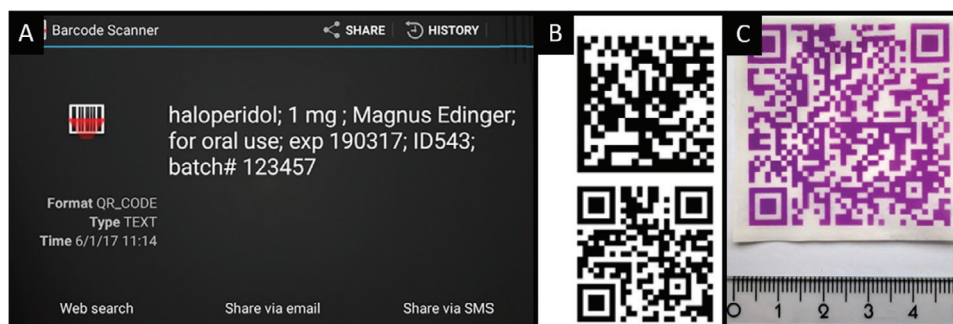 A
Barcode Scanner
SHARE
HISTORY
haloperidol; 1 mg ; Magnus Edinger;
for oral use; exp 190317; ID543;
batch# 123457
Format QR_CODE
Type TEXT
Time 6/1/17 11:14
Web search
Share via email
Share via SMS
B
C
0 1 2 3 4